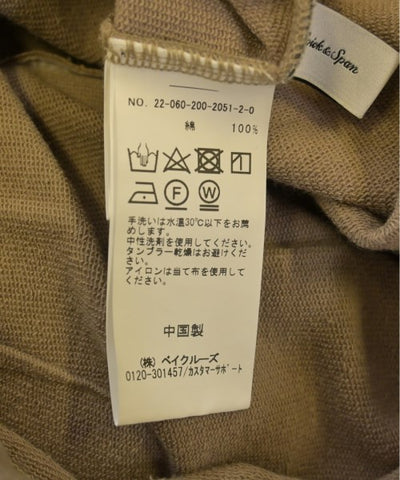 ick & Span
NO. 22-060-200-2051-2-0
綿 100%
F W
手洗いは水温30℃以下をお薦
めします。
中性洗剤を使用してください。
タンブラー乾燥はお避けくださ
い。
アイロンは当て布を使用して
ください。
中国製
(株) ベイクルーズ
0120-301457/カスタマーサポート